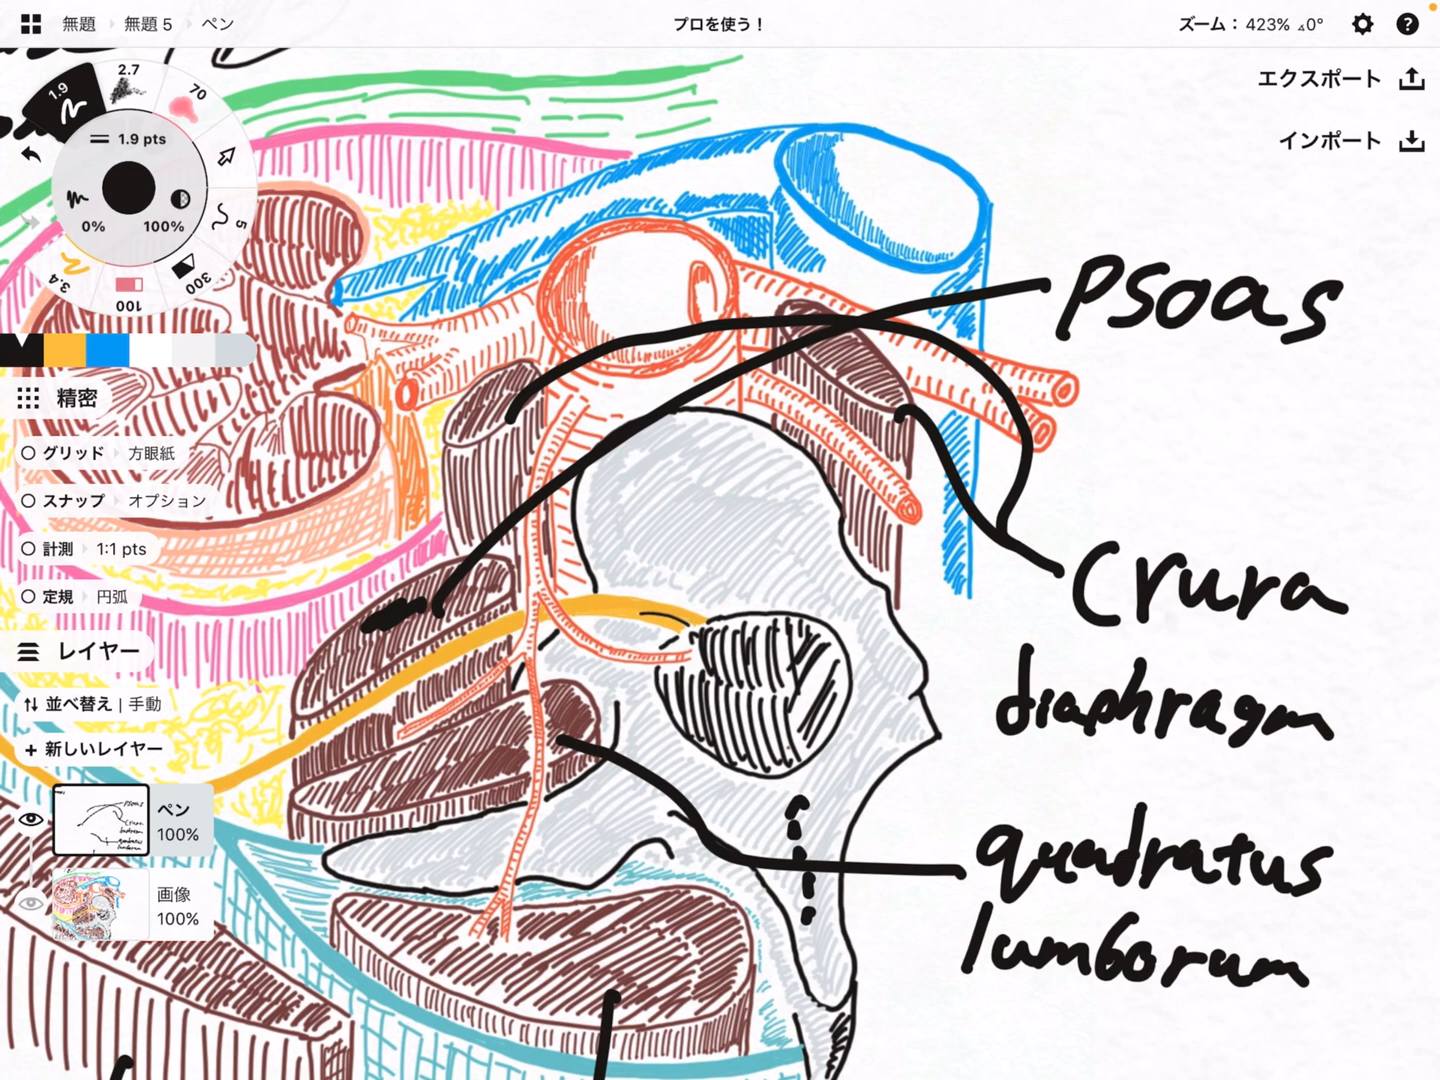 無題 無題 5 ペン
プロを使う！
ズーム： 423% ⊿0°
エクスポート
インポート
1.9
2.7
70
1.9 pts
0% 100%
5
300
100
3.4
精密
グリッド 方眼紙
スナップ オプション
計測 1:1 pts
定規 円弧
レイヤー
並べ替え | 手動
+ 新しいレイヤー
ペン
100%
画像
100%
Psoas
Crura
diaphragm
quadratus
lumborum